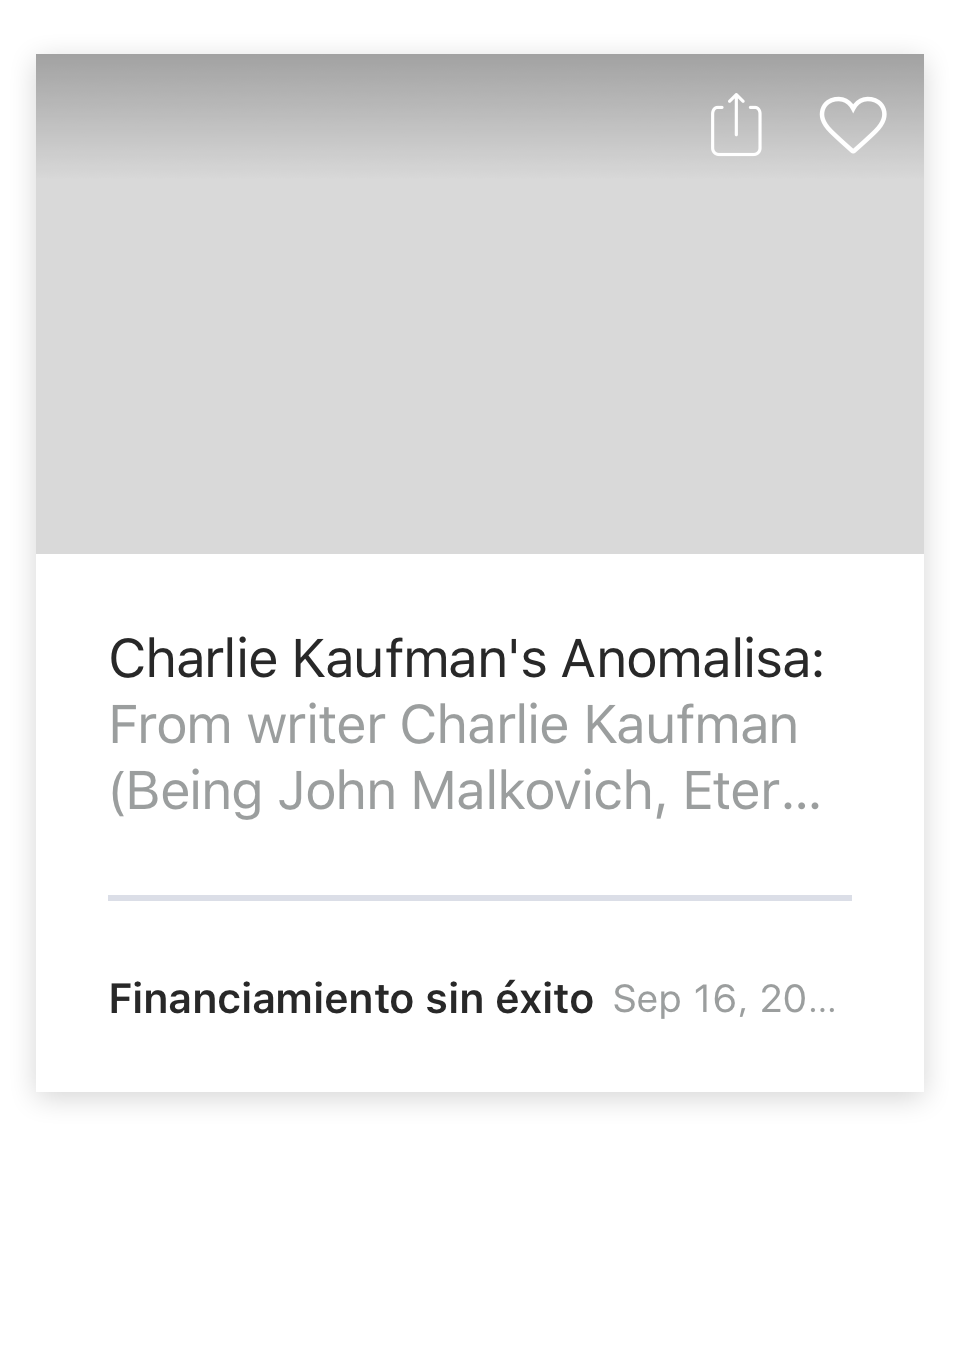 Charlie Kaufman's Anomalisa:
From writer Charlie Kaufman
(Being John Malkovich, Eter…
Financiamiento sin éxito Sep 16, 20…